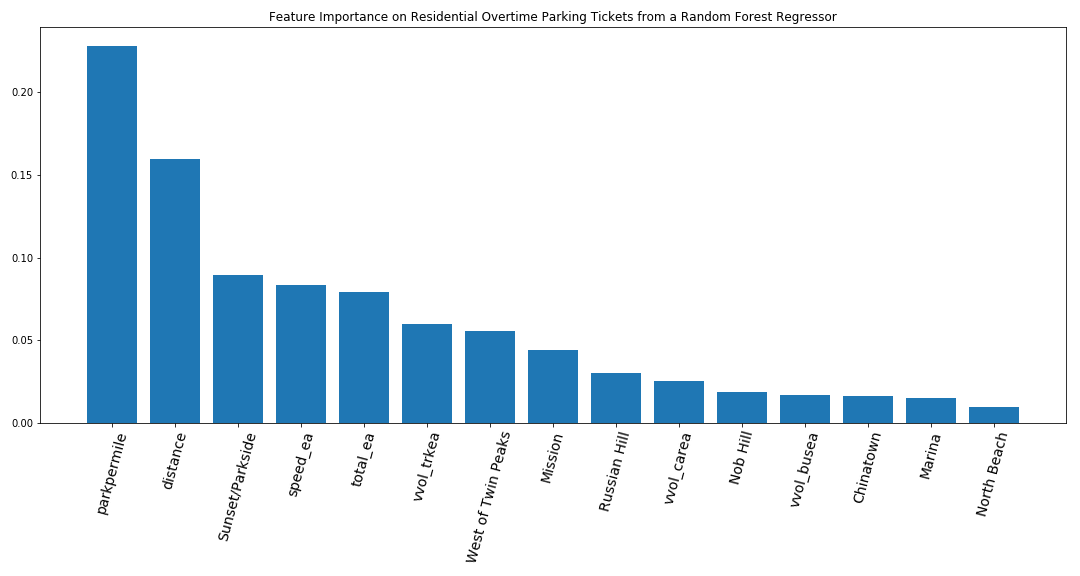 Feature Importance on Residential Overtime Parking Tickets from a Random Forest Regressor
0.20
0.15
0.10
0.05
0.00
parkpermile
distance
Sunset/Parkside
speed_ea
total_ea
vvol_trkea
West of Twin Peaks
Mission
Russian Hill
vvol_carea
Nob Hill
vvol_busea
Chinatown
Marina
North Beach